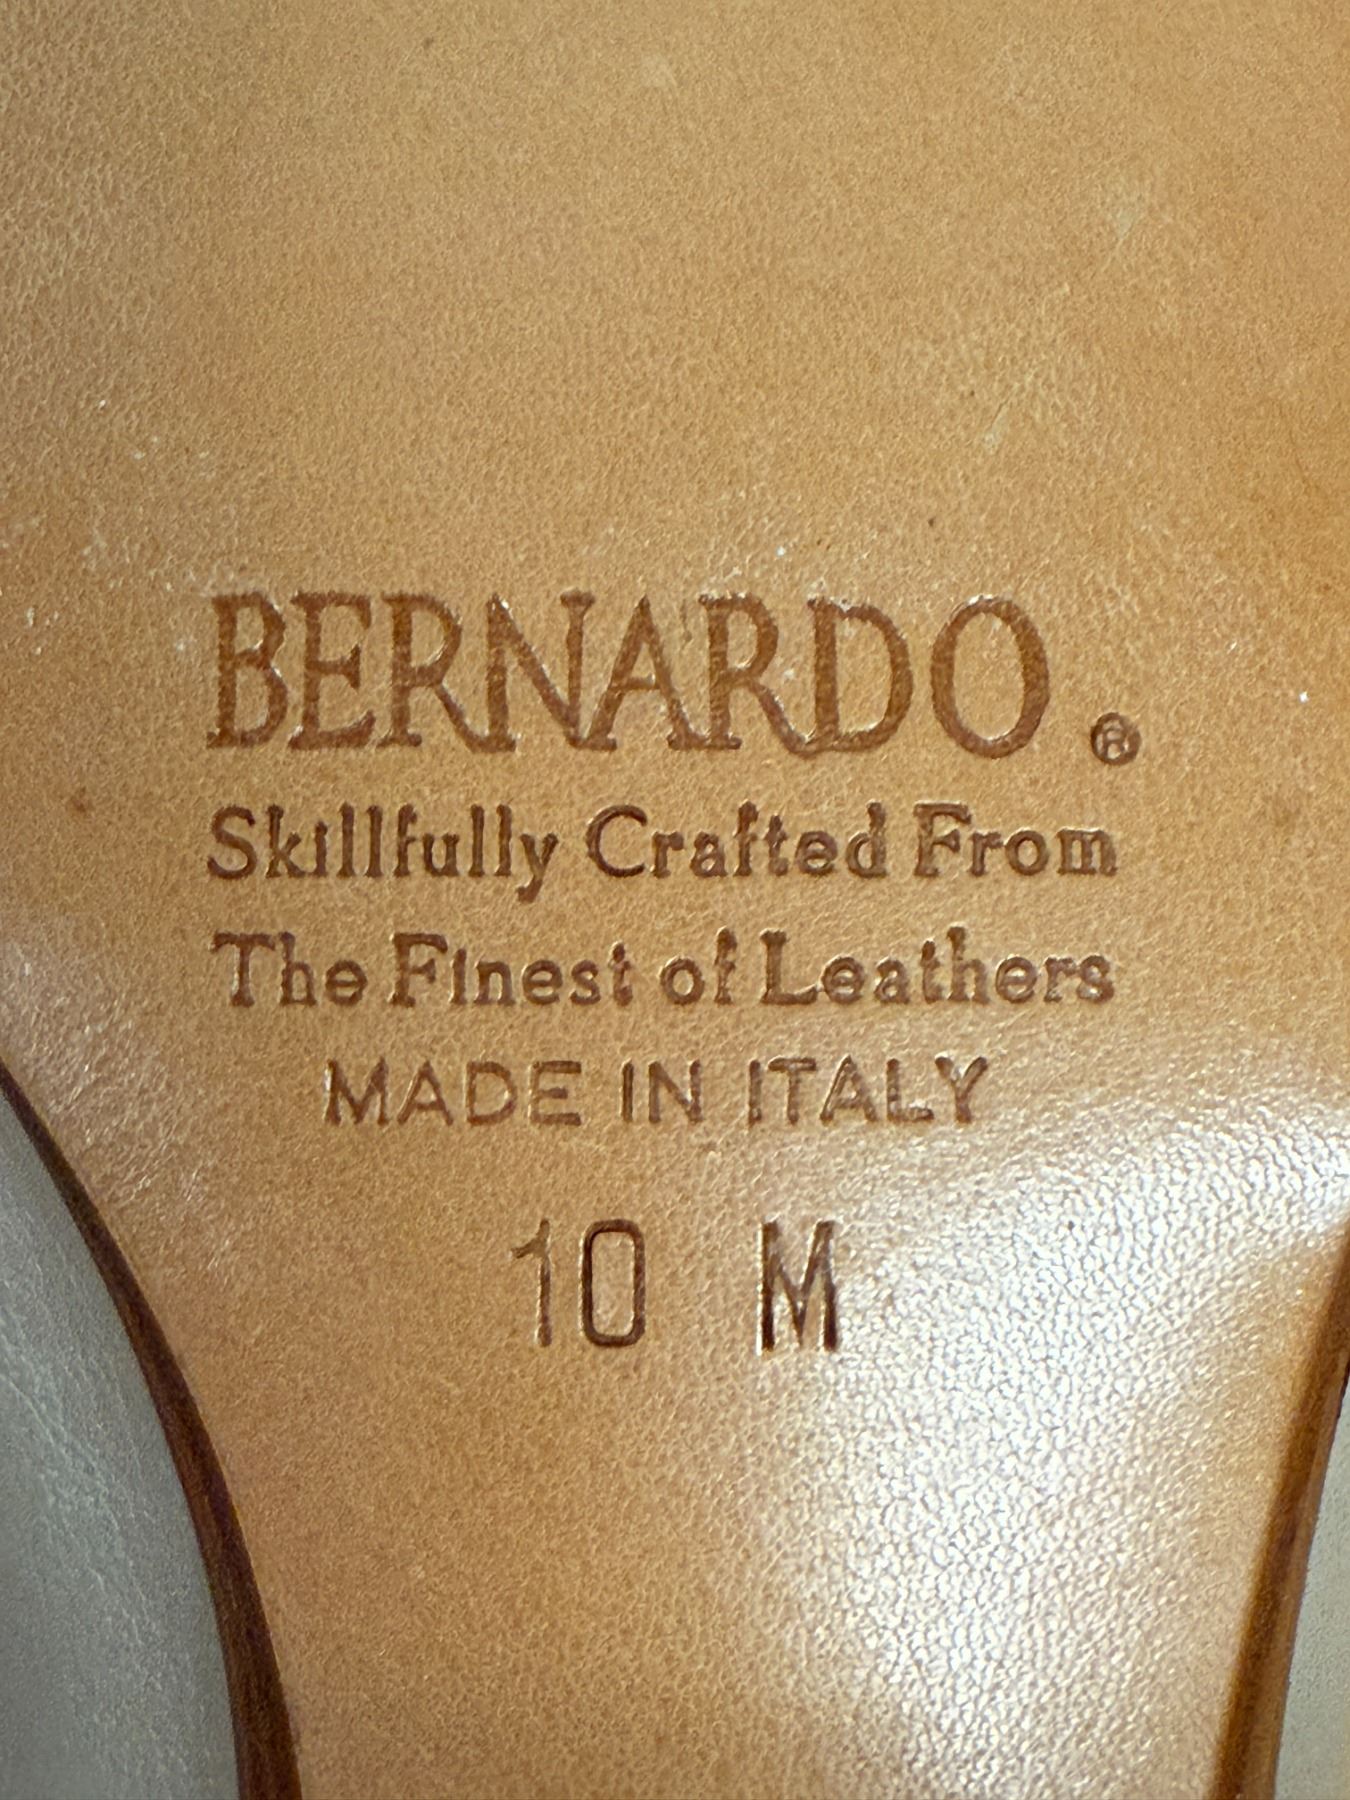 BERNARDO.®
Skillfully Crafted From
The Finest of Leathers
MADE IN ITALY
10 M